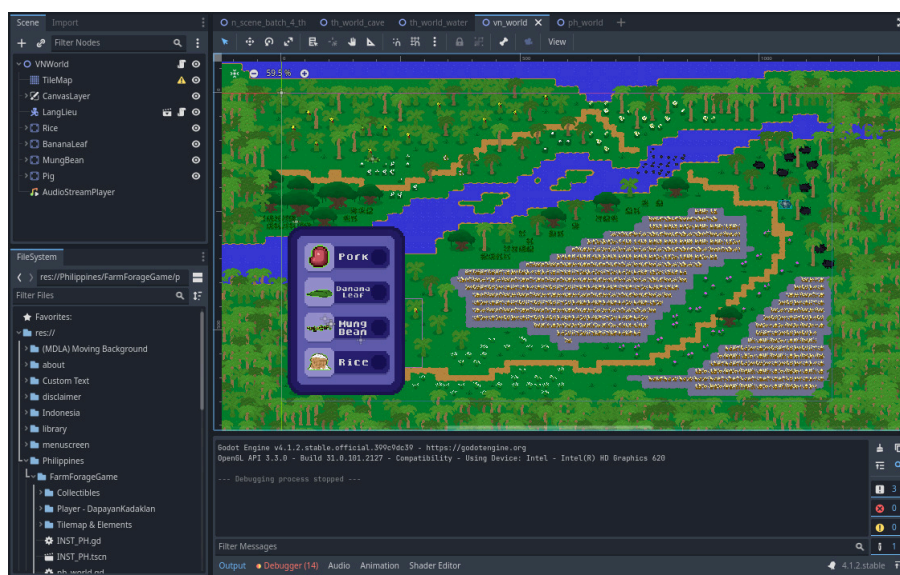 Scene Import
n_scene_batch_4_th th_world_cave th_world_water vn_world ph_world
Filter Nodes
View
VNWorld
TileMap
CanvasLayer
LangLieu
Rice
BananaLeaf
MungBean
Pig
AudioStreamPlayer
59.5 %
500
1000
Pork
Banana
Leaf
Mung
Bean
Rice
FileSystem
res://Philippines/FarmForageGame/p
Filter Files
Favorites:
res://
(MDLA) Moving Background
about
Custom Text
disclaimer
Indonesia
library
menuscreen
Philippines
FarmForageGame
Collectibles
Player - DapayanKadaklan
Tilemap & Elements
INST_PH.gd
INST_PH.tscn
ph_world.gd
Godot Engine v4.1.2.stable.official.399c9dc39 - https://godotengine.org
OpenGL API 3.3.0 - Build 31.0.101.2127 - Compatibility - Using Device: Intel - Intel(R) HD Graphics 620
--- Debugging process stopped ---
3
0
0
1
Filter Messages
Output Debugger (14) Audio Animation Shader Editor
4.1.2.stable